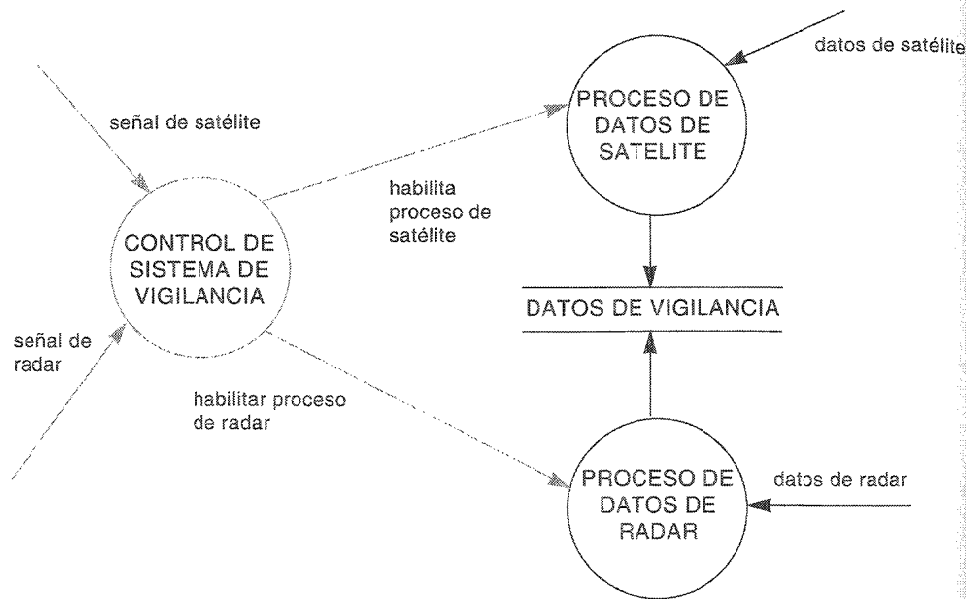 datos de satélite
PROCESO DE
DATOS DE
SATELITE
señal de satélite
habilita
proceso de
satélite
CONTROL DE
SISTEMA DE
VIGILANCIA
DATOS DE VIGILANCIA
señal de
radar
habilitar proceso
de radar
PROCESO DE
DATOS DE
RADAR
datos de radar